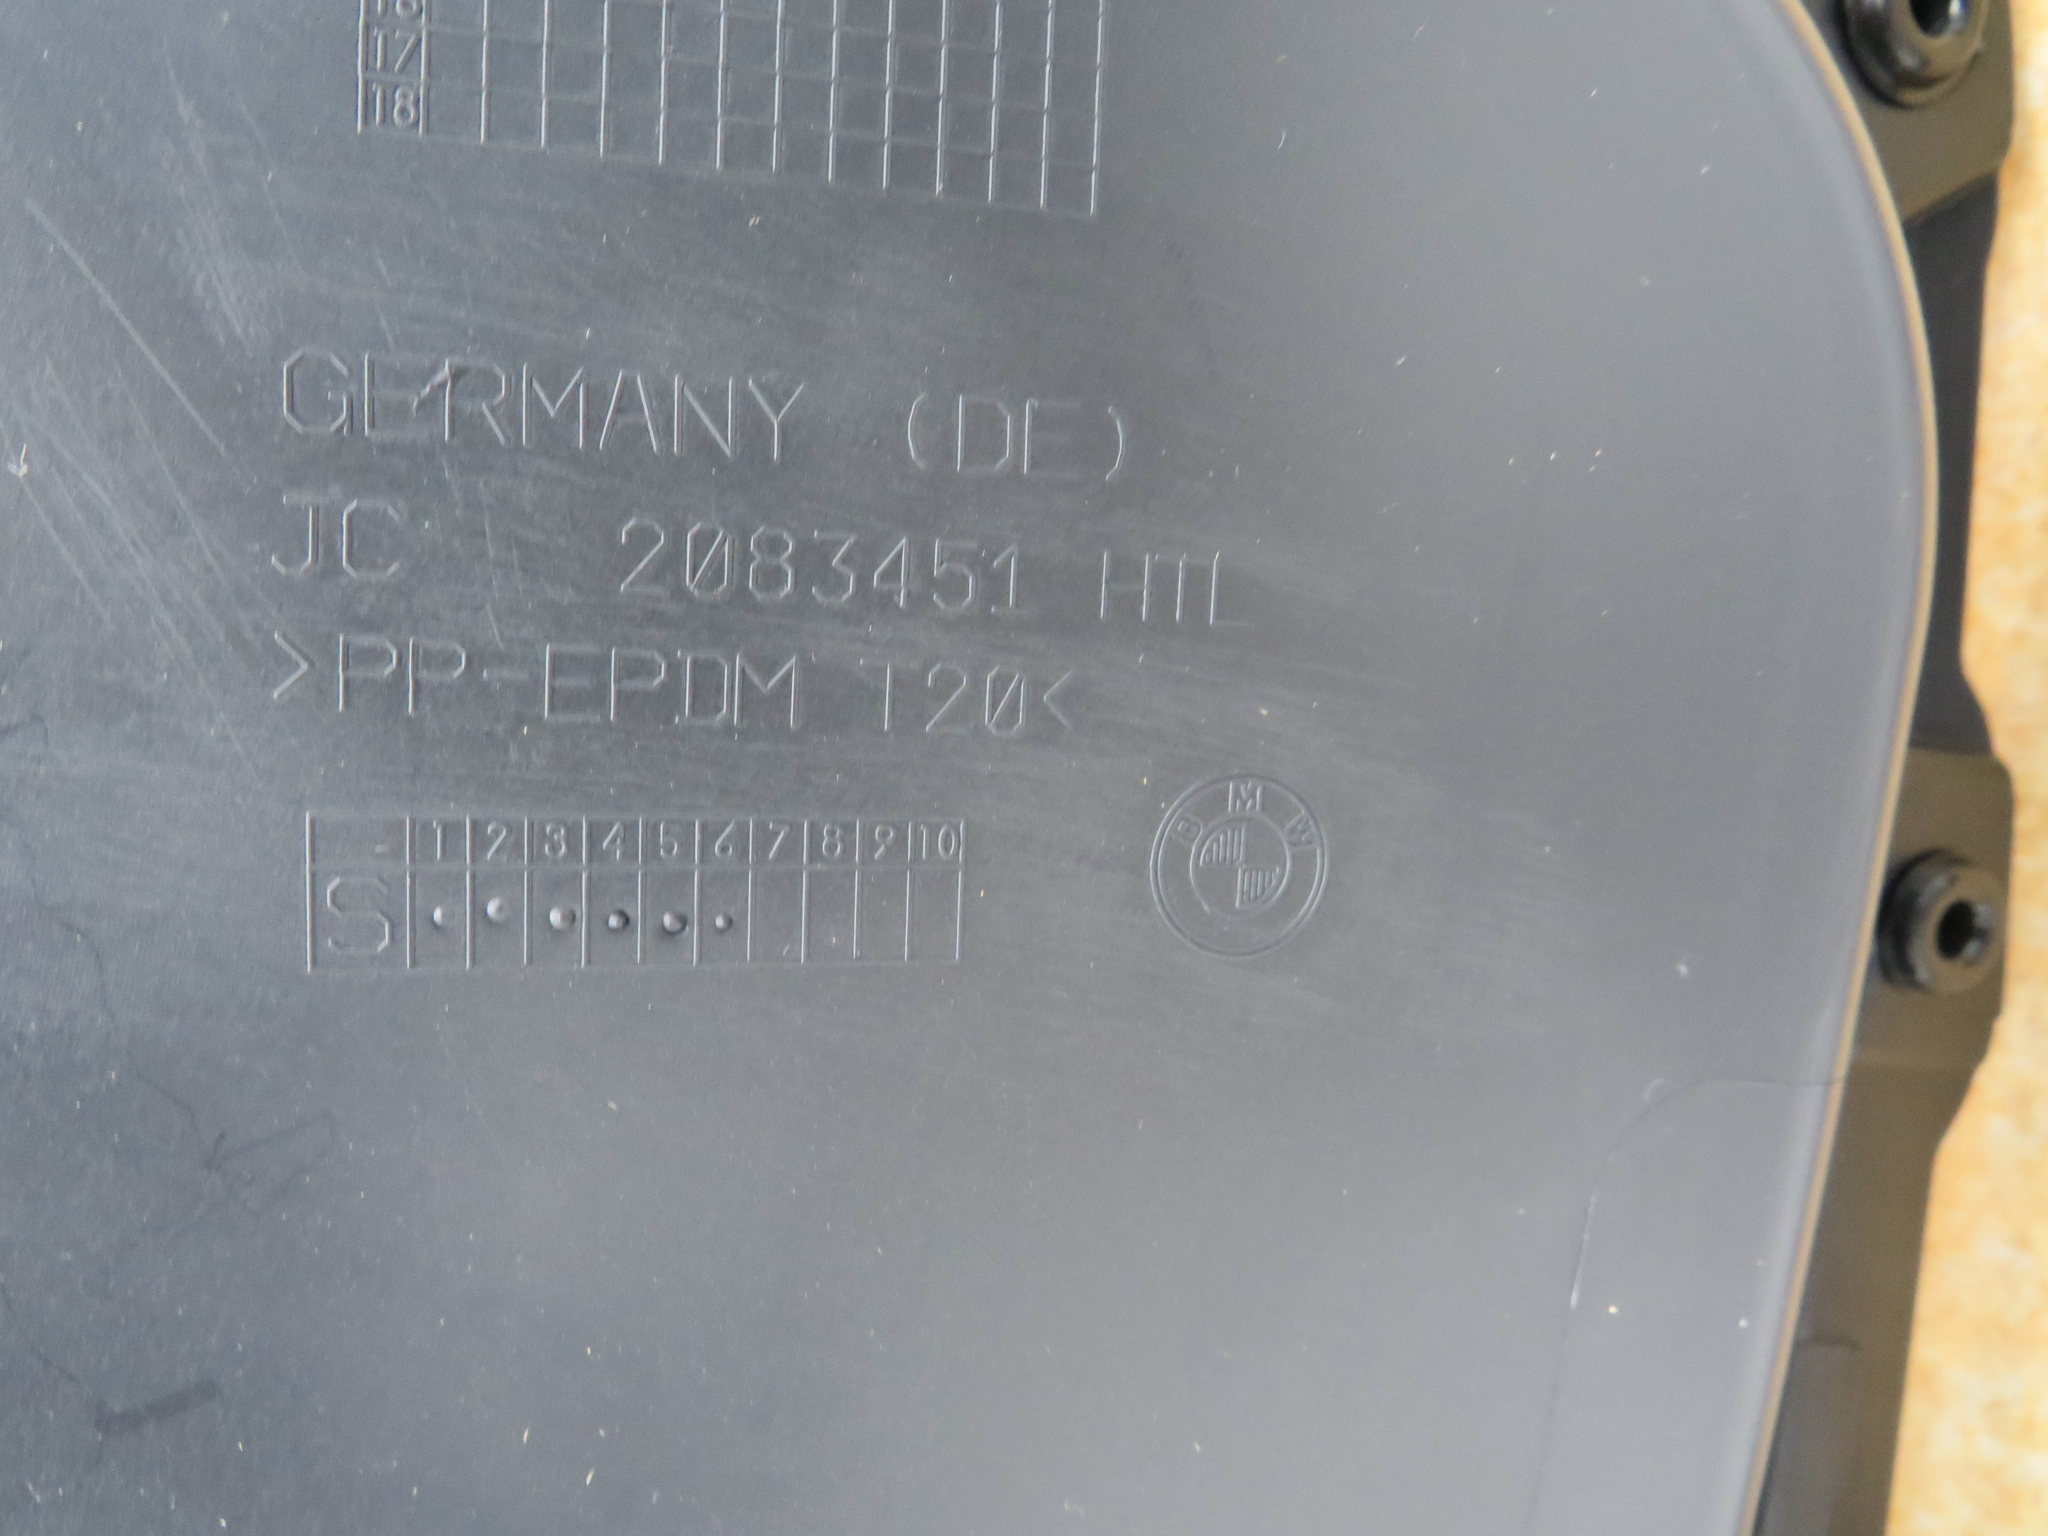 16
17
18
GERMANY (DE)
JC 2083451 HTL
>PP-EPDM T20<
1 2 3 4 5 6 7 8 9 10
S
BMW